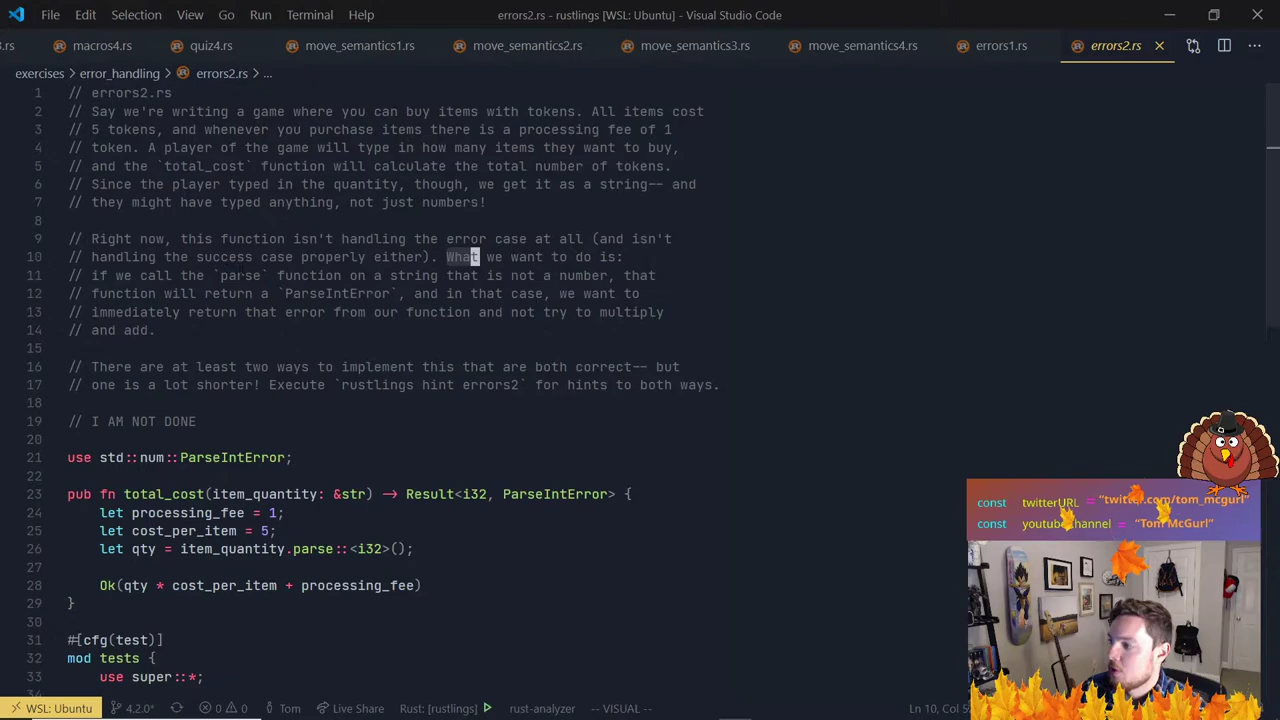 File Edit Selection View Go Run Terminal Help errors2.rs - rustlings [WSL: Ubuntu] - Visual Studio Code
3.rs macros4.rs quiz4.rs move_semantics1.rs move_semantics2.rs move_semantics3.rs move_semantics4.rs errors1.rs errors2.rs
exercises > error_handling > errors2.rs > ...
1 // errors2.rs
2 // Say we're writing a game where you can buy items with tokens. All items cost
3 // 5 tokens, and whenever you purchase items there is a processing fee of 1
4 // token. A player of the game will type in how many items they want to buy,
5 // and the `total_cost` function will calculate the total number of tokens.
6 // Since the player typed in the quantity, though, we get it as a string-- and
7 // they might have typed anything, not just numbers!
8
9 // Right now, this function isn't handling the error case at all (and isn't
10 // handling the success case properly either). What we want to do is:
11 // if we call the `parse` function on a string that is not a number, that
12 // function will return a `ParseIntError`, and in that case, we want to
13 // immediately return that error from our function and not try to multiply
14 // and add.
15
16 // There are at least two ways to implement this that are both correct-- but
17 // one is a lot shorter! Execute `rustlings hint errors2` for hints to both ways.
18
19 // I AM NOT DONE
20
21 use std::num::ParseIntError;
22
23 pub fn total_cost(item_quantity: &str) -> Result<i32, ParseIntError> {
24 let processing_fee = 1;
25 let cost_per_item = 5;
26 let qty = item_quantity.parse::<i32>();
27
28 Ok(qty * cost_per_item + processing_fee)
29 }
30
31 #[cfg(test)]
32 mod tests {
33 use super::*;
34
const twitterURL = "twitter.com/tom_mcgurl"
const youtubeChannel = "Tom McGurl"
WSL: Ubuntu 4.2.0* 0 0 Tom Live Share Rust: [rustlings] rust-analyzer -- VISUAL -- Ln 10, Col 5